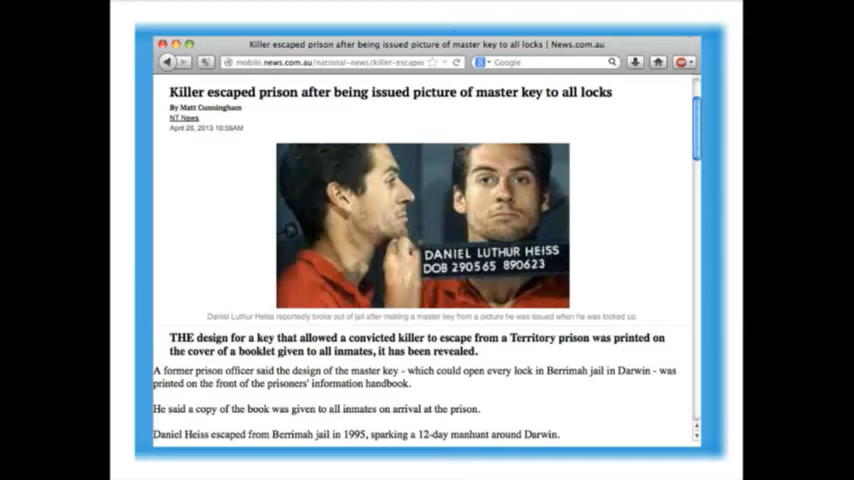 Killer escaped prison after being issued picture of master key to all locks | News.com.au
mobile.news.com.au/national-news/killer-escape
Google
Killer escaped prison after being issued picture of master key to all locks
By Matt Cunningham
NT News
April 26, 2013 10:56AM
DANIEL LUTHUR HEISS
DOB 290565 890623
Daniel Luthur Heiss reportedly broke out of jail after making a master key from a picture he was issued when he was locked up.
THE design for a key that allowed a convicted killer to escape from a Territory prison was printed on
the cover of a booklet given to all inmates, it has been revealed.
A former prison officer said the design of the master key - which could open every lock in Berrimah jail in Darwin - was
printed on the front of the prisoners' information handbook.
He said a copy of the book was given to all inmates on arrival at the prison.
Daniel Heiss escaped from Berrimah jail in 1995, sparking a 12-day manhunt around Darwin.